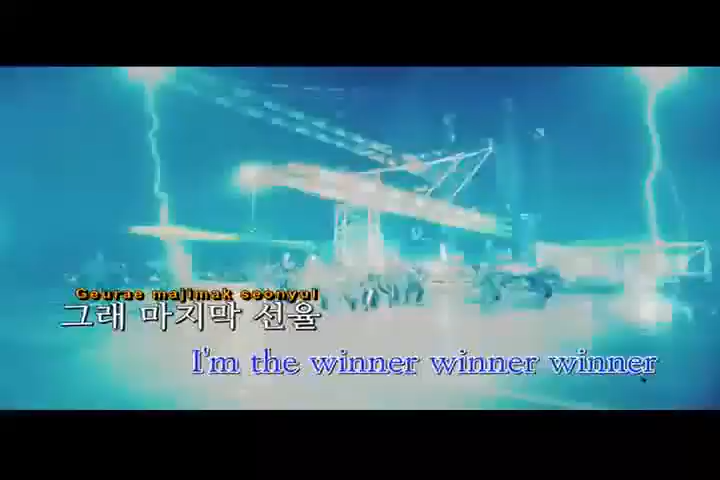 Geurae majimak seonyul
그래 마지막 선율
I'm the winner winner winner